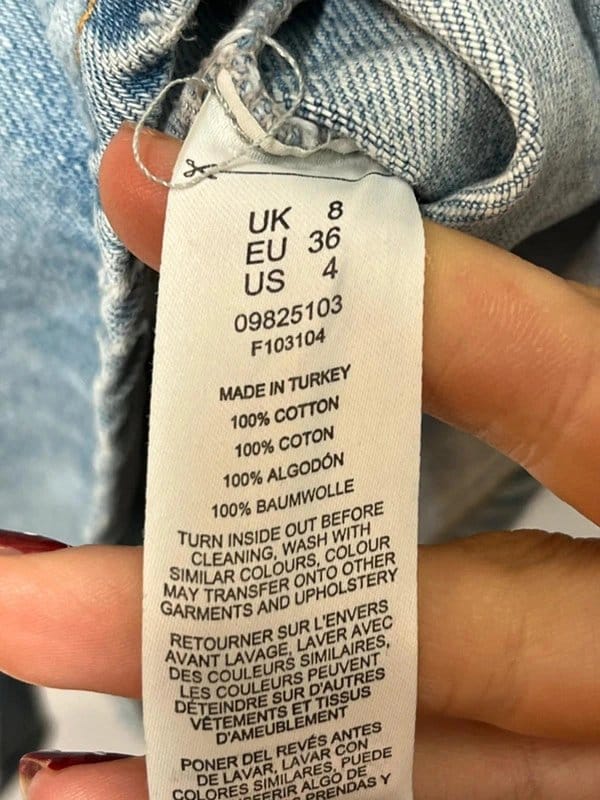 UK 8
EU 36
US 4
09825103
F103104
MADE IN TURKEY
100% COTTON
100% COTON
100% ALGODÓN
100% BAUMWOLLE
TURN INSIDE OUT BEFORE
CLEANING, WASH WITH
SIMILAR COLOURS, COLOUR
MAY TRANSFER ONTO OTHER
GARMENTS AND UPHOLSTERY
RETOURNER SUR L'ENVERS
AVANT LAVAGE, LAVER AVEC
DES COULEURS SIMILAIRES,
LES COULEURS PEUVENT
DÉTEINDRE SUR D'AUTRES
VÊTEMENTS ET TISSUS
D'AMEUBLEMENT
PONER DEL REVÉS ANTES
DE LAVAR, LAVAR CON
COLORES SIMILARES, PUEDE
ALGO DE
PRENDAS Y